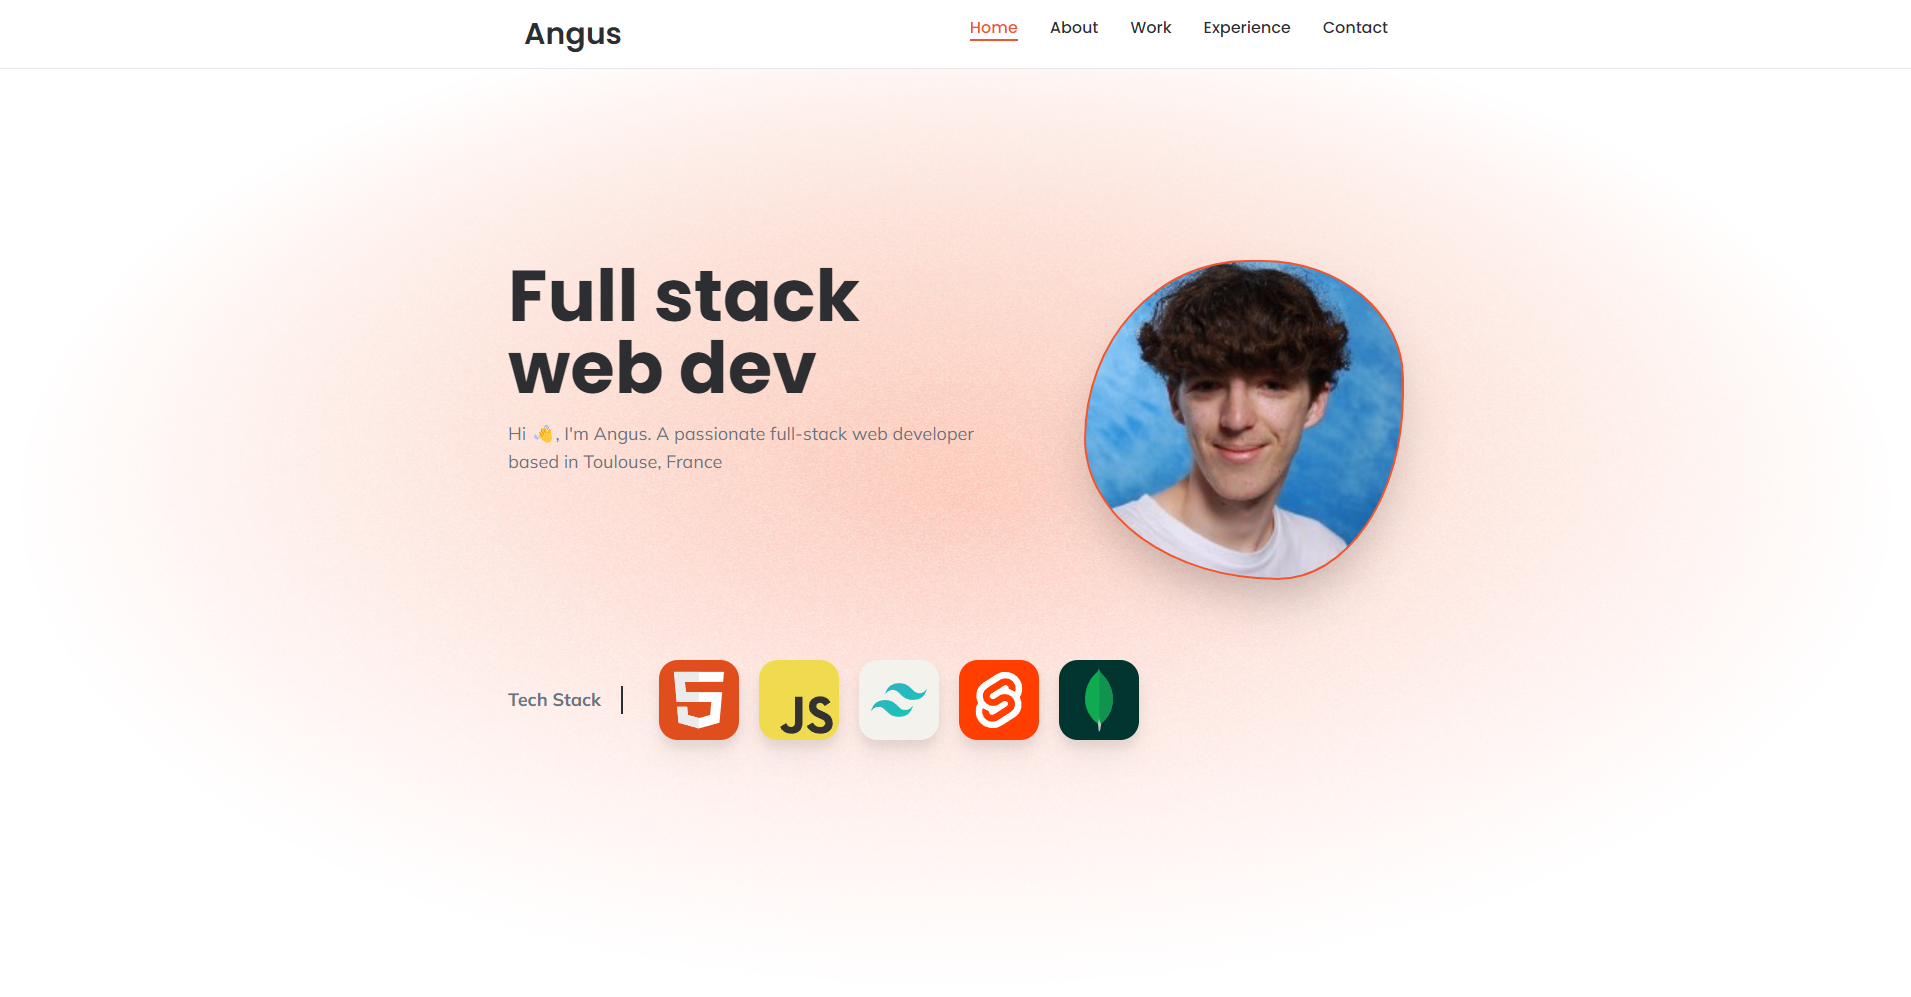 Angus
Home About Work Experience Contact
Full stack
web dev
Hi 👋, I'm Angus. A passionate full-stack web developer
based in Toulouse, France
Tech Stack
5
JS